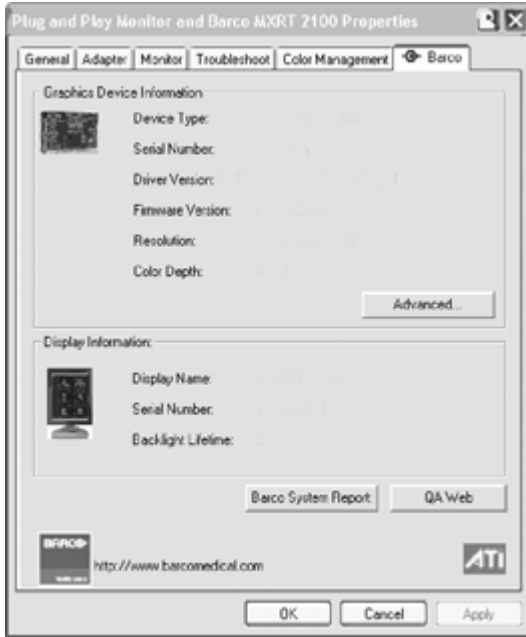 Plug and Play Monitor and Barco MXRT 2100 Properties
General Adapter Monitor Troubleshoot Color Management Barco
Graphics Device Information
Device Type:
Serial Number:
Driver Version:
Firmware Version:
Resolution:
Color Depth:
Advanced...
Display Information:
Display Name:
Serial Number:
Backlight Lifetime:
Barco System Report QA Web
BARCO
http://www.barcomedical.com
ATI
OK Cancel Apply